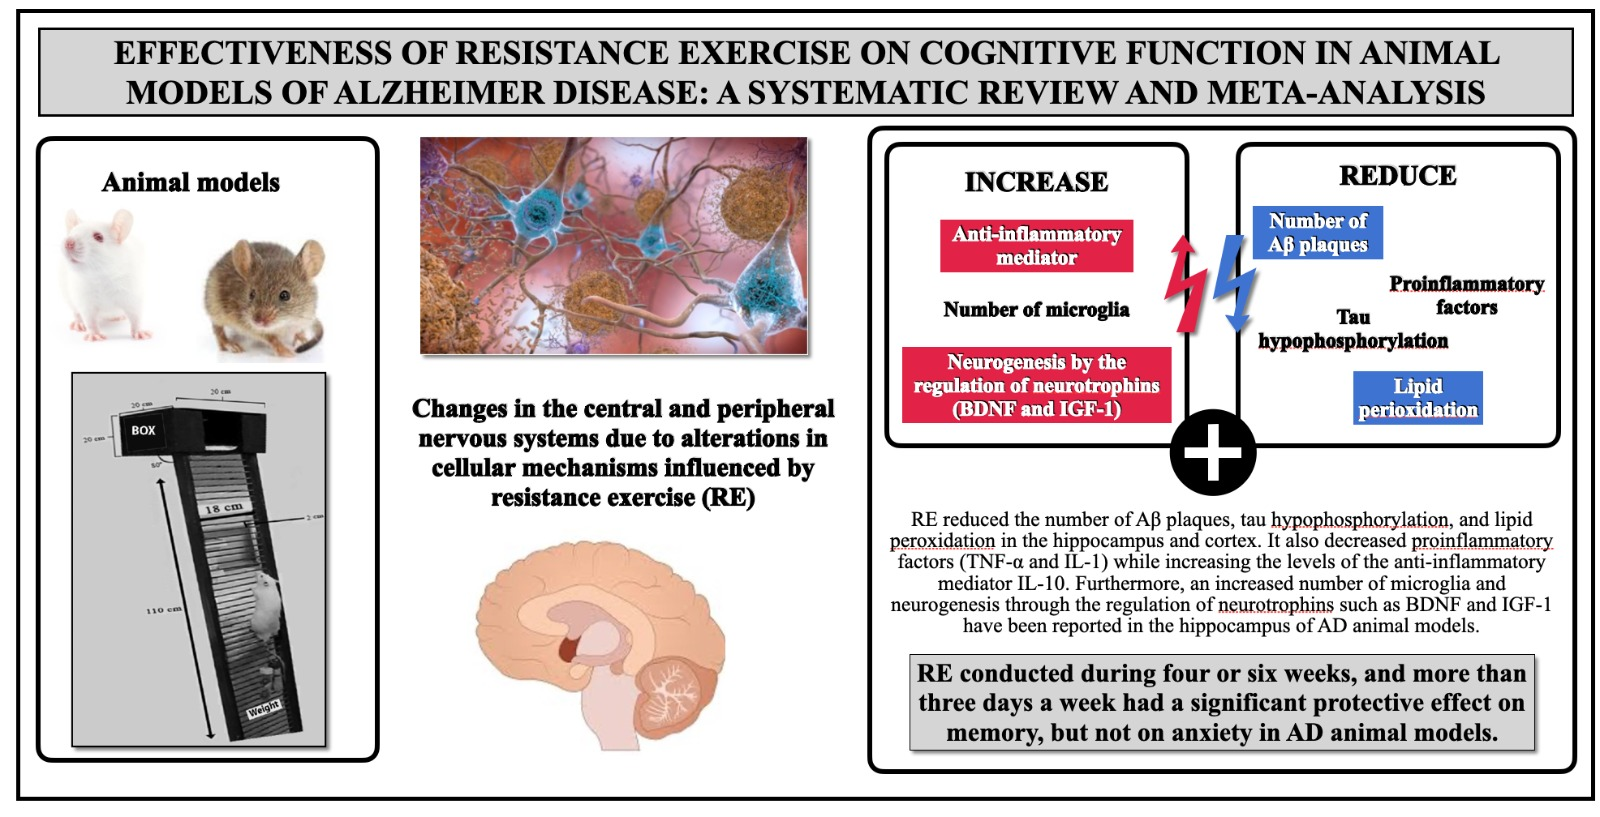 EFFECTIVENESS OF RESISTANCE EXERCISE ON COGNITIVE FUNCTION IN ANIMAL
MODELS OF ALZHEIMER DISEASE: A SYSTEMATIC REVIEW AND META-ANALYSIS
Animal models
20 cm
20 cm
20 cm
BOX
80°
18 cm
2 cm
110 cm
Weight
Changes in the central and peripheral
nervous systems due to alterations in
cellular mechanisms influenced by
resistance exercise (RE)
INCREASE
Anti-inflammatory
mediator
Number of microglia
Neurogenesis by the
regulation of neurotrophins
(BDNF and IGF-1)
REDUCE
Number of
Aβ plaques
Proinflammatory
factors
Tau
hypophosphorylation
Lipid
perioxidation
RE reduced the number of Aβ plaques, tau hypophosphorylation, and lipid
peroxidation in the hippocampus and cortex. It also decreased proinflammatory
factors (TNF-α and IL-1) while increasing the levels of the anti-inflammatory
mediator IL-10. Furthermore, an increased number of microglia and
neurogenesis through the regulation of neurotrophins such as BDNF and IGF-1
have been reported in the hippocampus of AD animal models.
RE conducted during four or six weeks, and more than
three days a week had a significant protective effect on
memory, but not on anxiety in AD animal models.